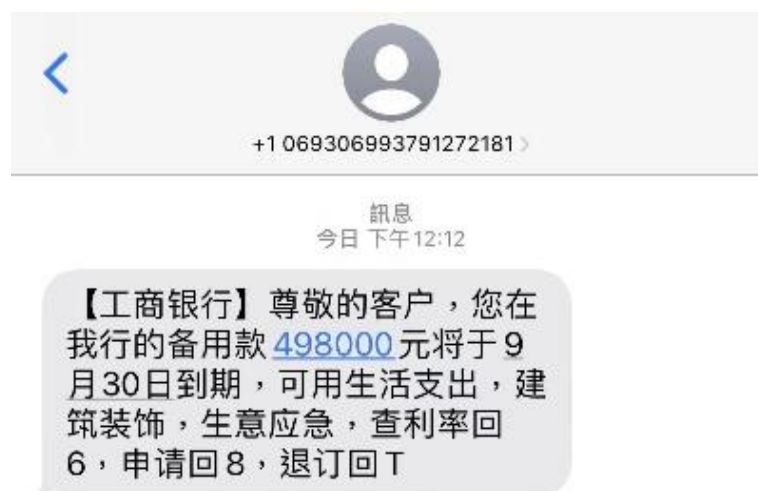 +1 069306993791272181
訊息
今日 下午12:12
【工商银行】尊敬的客户，您在
我行的备用款498000元将于9
月30日到期，可用生活支出，建
筑装饰，生意应急，查利率回
6，申请回8，退订回T